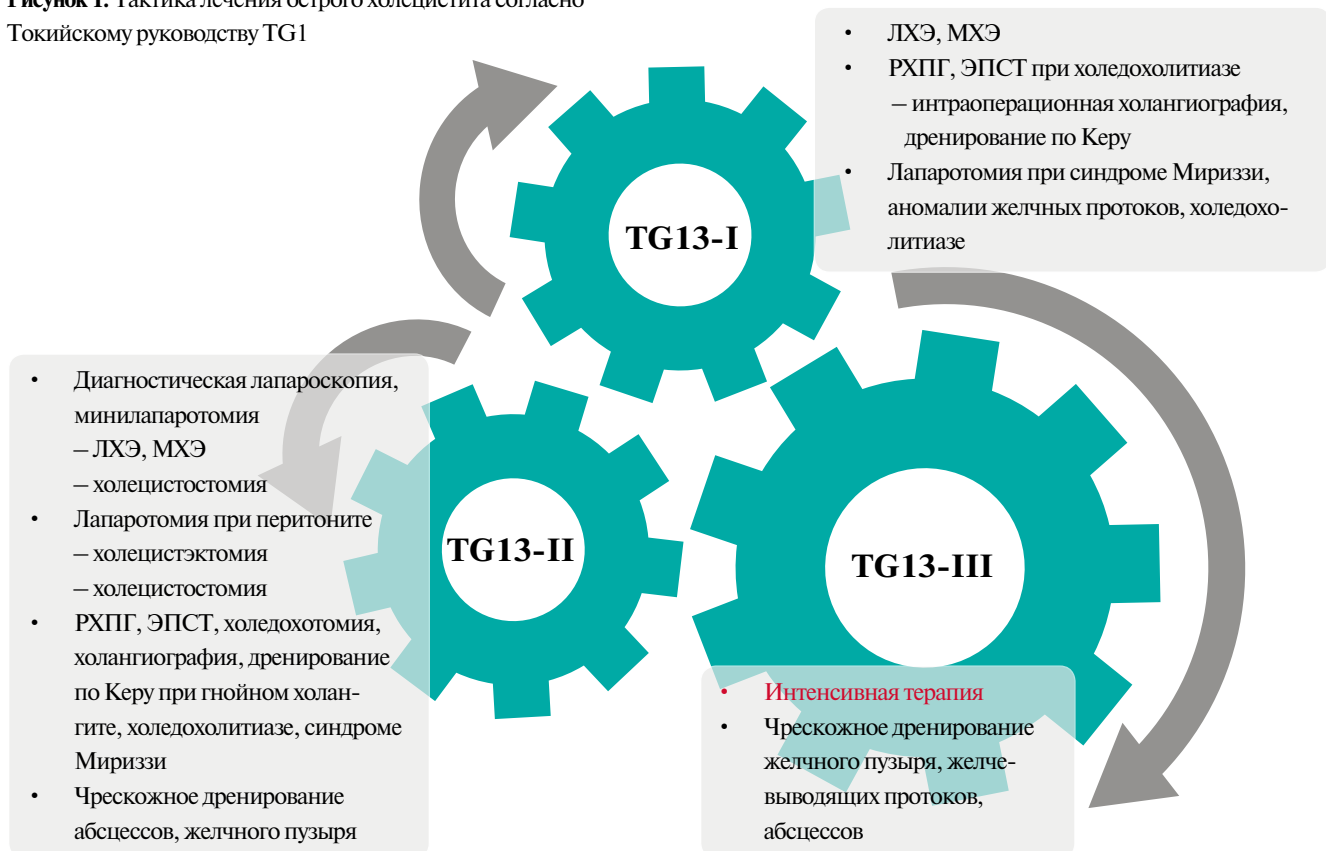 Рисунок 1. Тактика лечения острого холецистита согласно
Токийскому руководству TG1
• ЛХЭ, МХЭ
• РХПГ, ЭПСТ при холедохолитиазе
– интраоперационная холангиография,
дренирование по Керу
• Лапаротомия при синдроме Мириззи,
аномалии желчных протоков, холедохо-
литиазе
TG13-I
• Диагностическая лапароскопия,
минилапаротомия
– ЛХЭ, МХЭ
– холецистостомия
• Лапаротомия при перитоните
– холецистэктомия
– холецистостомия
• РХПГ, ЭПСТ, холедохотомия,
холангиография, дренирование
по Керу при гнойном холан-
гите, холедохолитиазе, синдроме
Мириззи
• Чрескожное дренирование
абсцессов, желчного пузыря
TG13-II
TG13-III
• Интенсивная терапия
• Чрескожное дренирование
желчного пузыря, желче-
выводящих протоков,
абсцессов